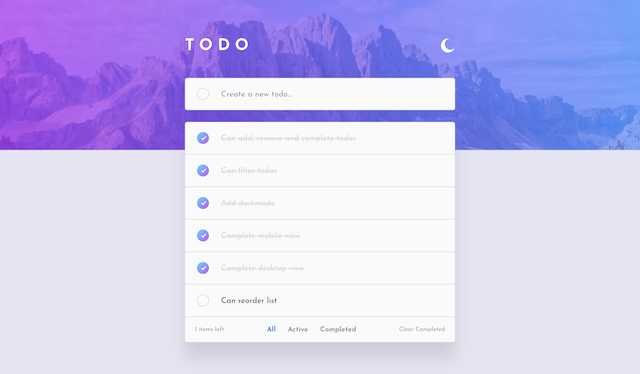 TODO
Create a new todo...
Can add, remove and complete todos
Can filter todos
Add darkmode
Complete mobile view
Complete desktop view
Can reorder list
1 items left All Active Completed Clear Completed